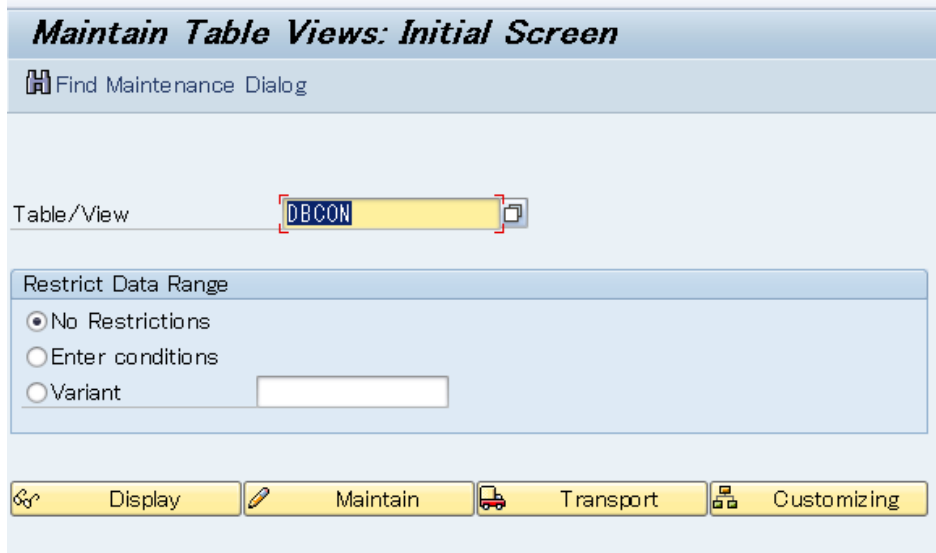 Maintain Table Views: Initial Screen
Find Maintenance Dialog
Table/View DBCON
Restrict Data Range
No Restrictions
Enter conditions
Variant
Display Maintain Transport Customizing